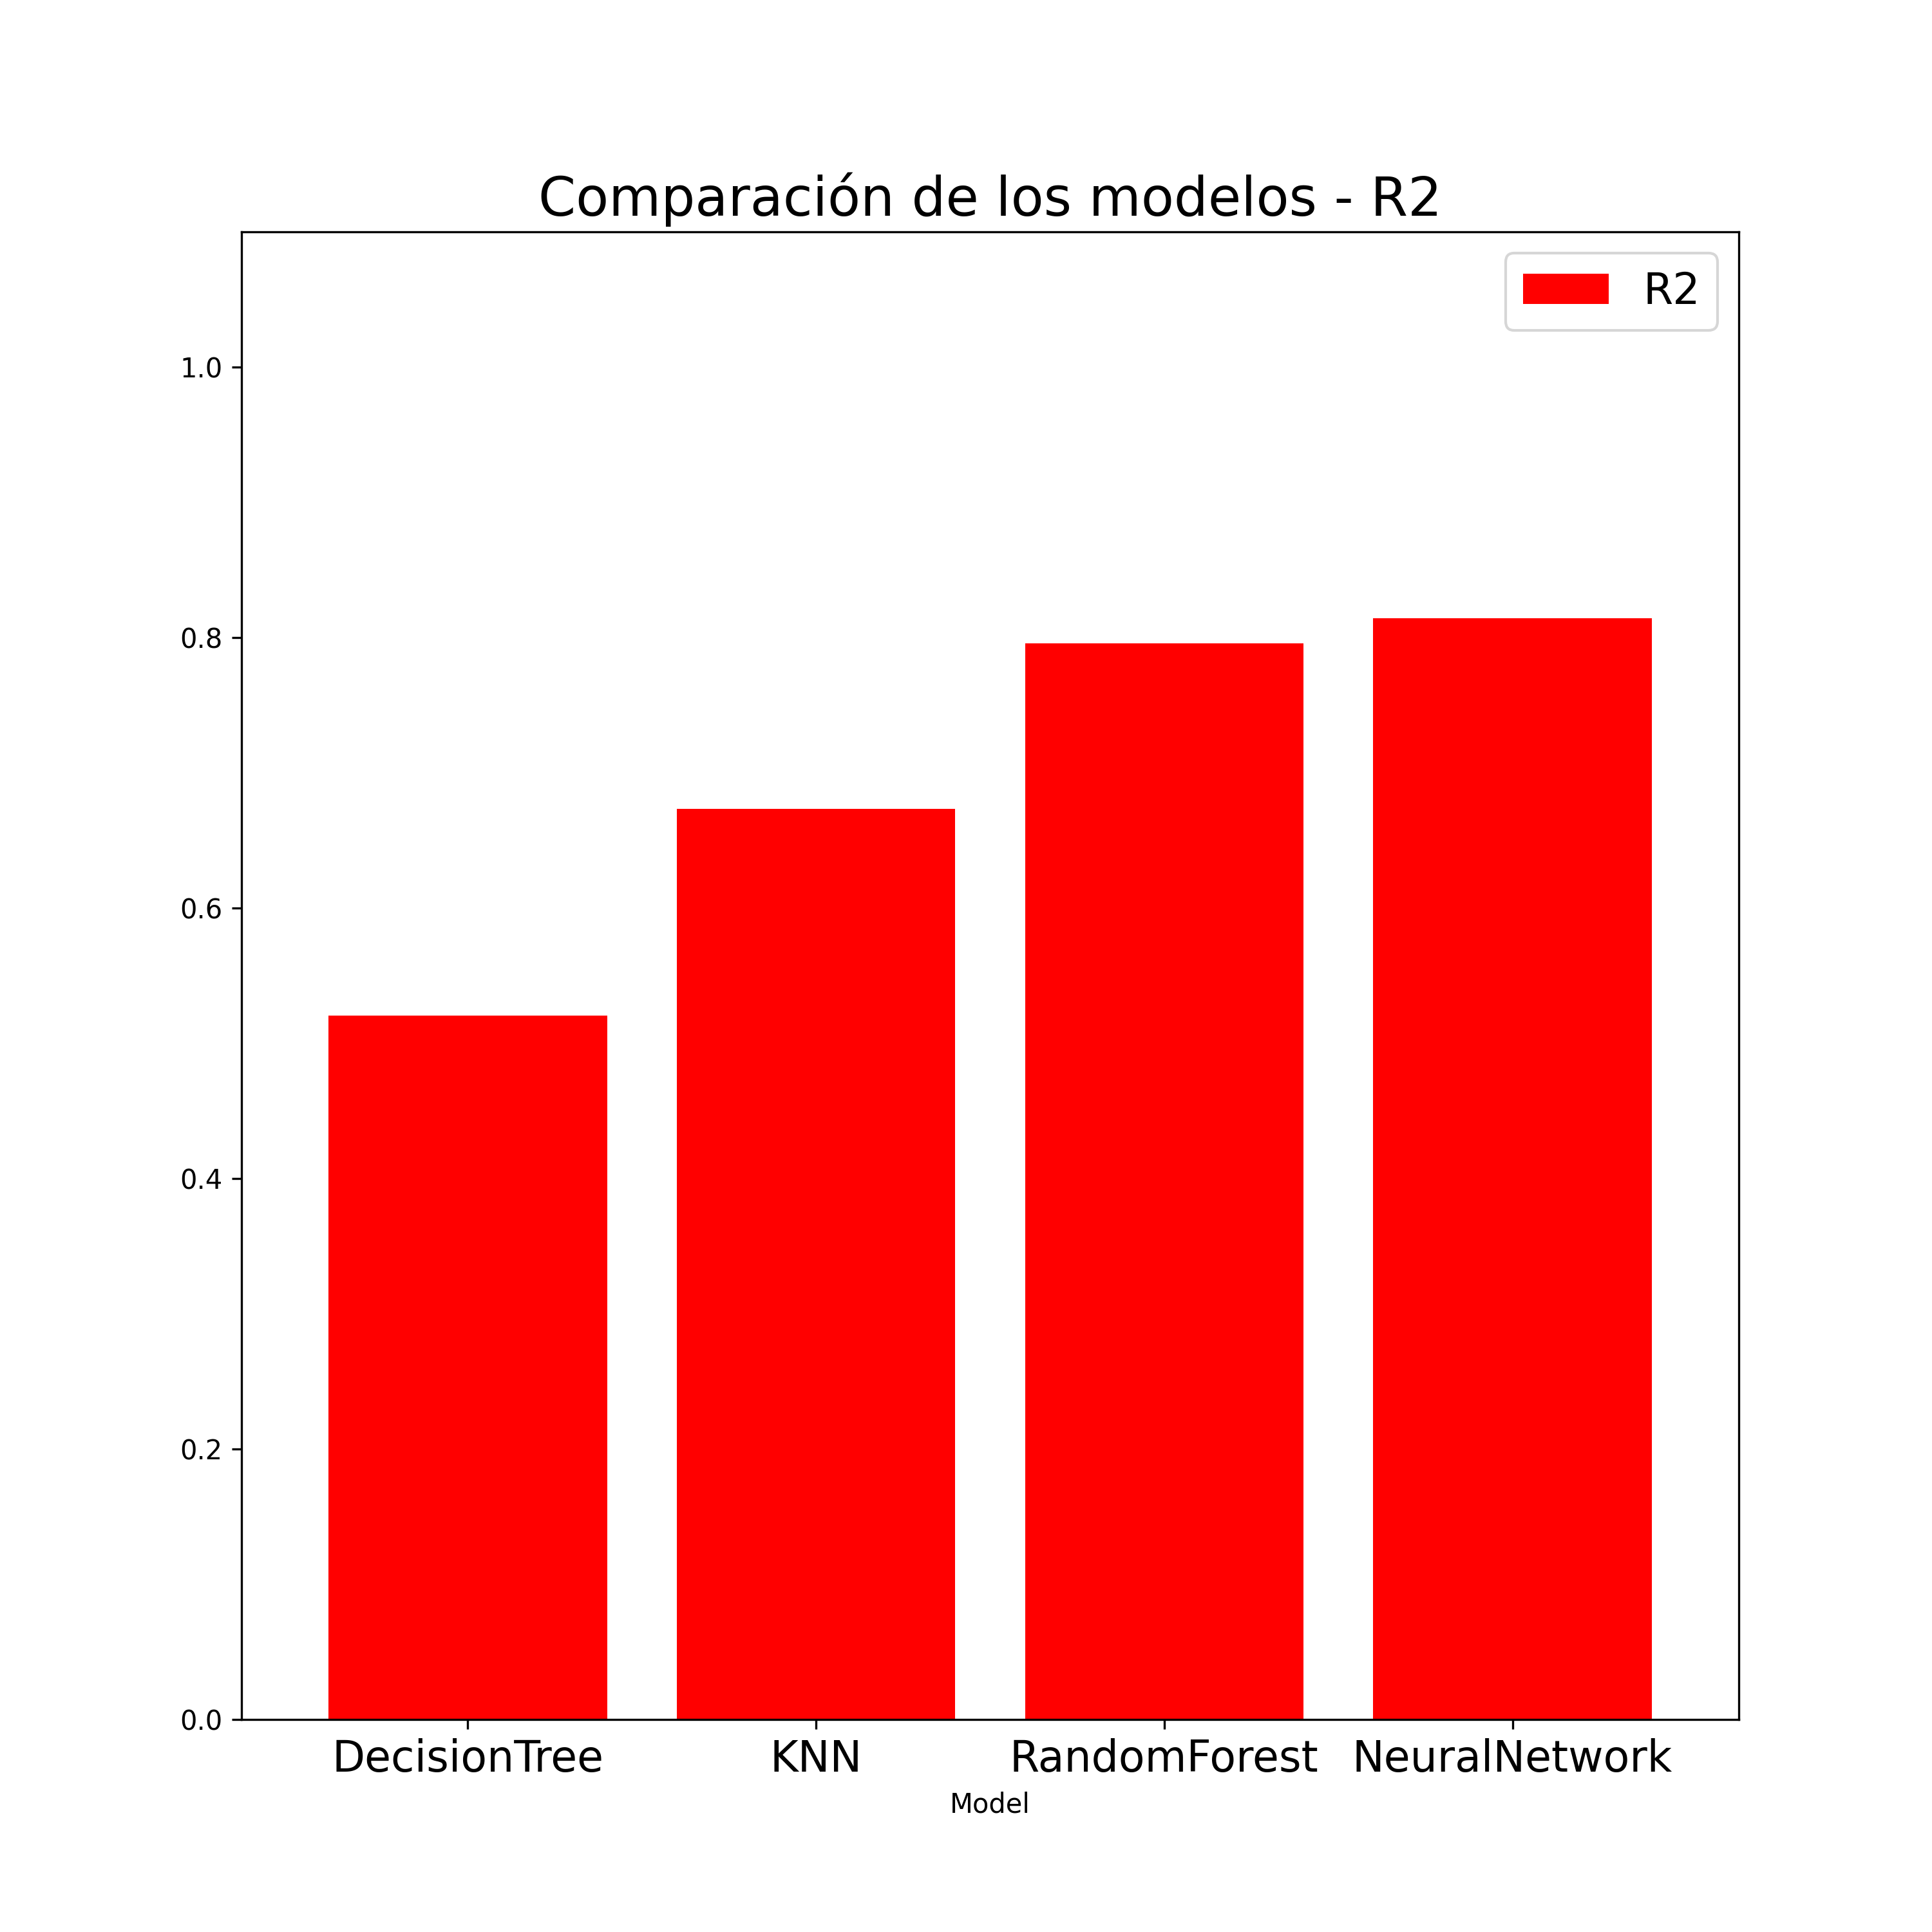 Comparación de los modelos - R2
R2
1.0
0.8
0.6
0.4
0.2
0.0
DecisionTree KNN RandomForest NeuralNetwork
Model